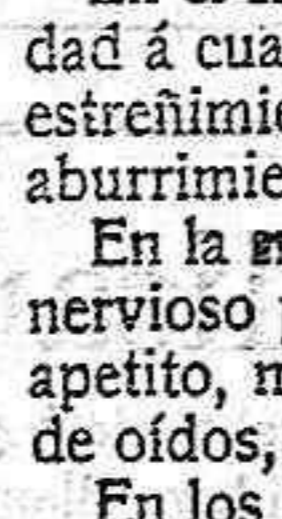 dad á cua
estreñimie
aburrimie
En la
nervioso
apetito,
de oídos,
En los